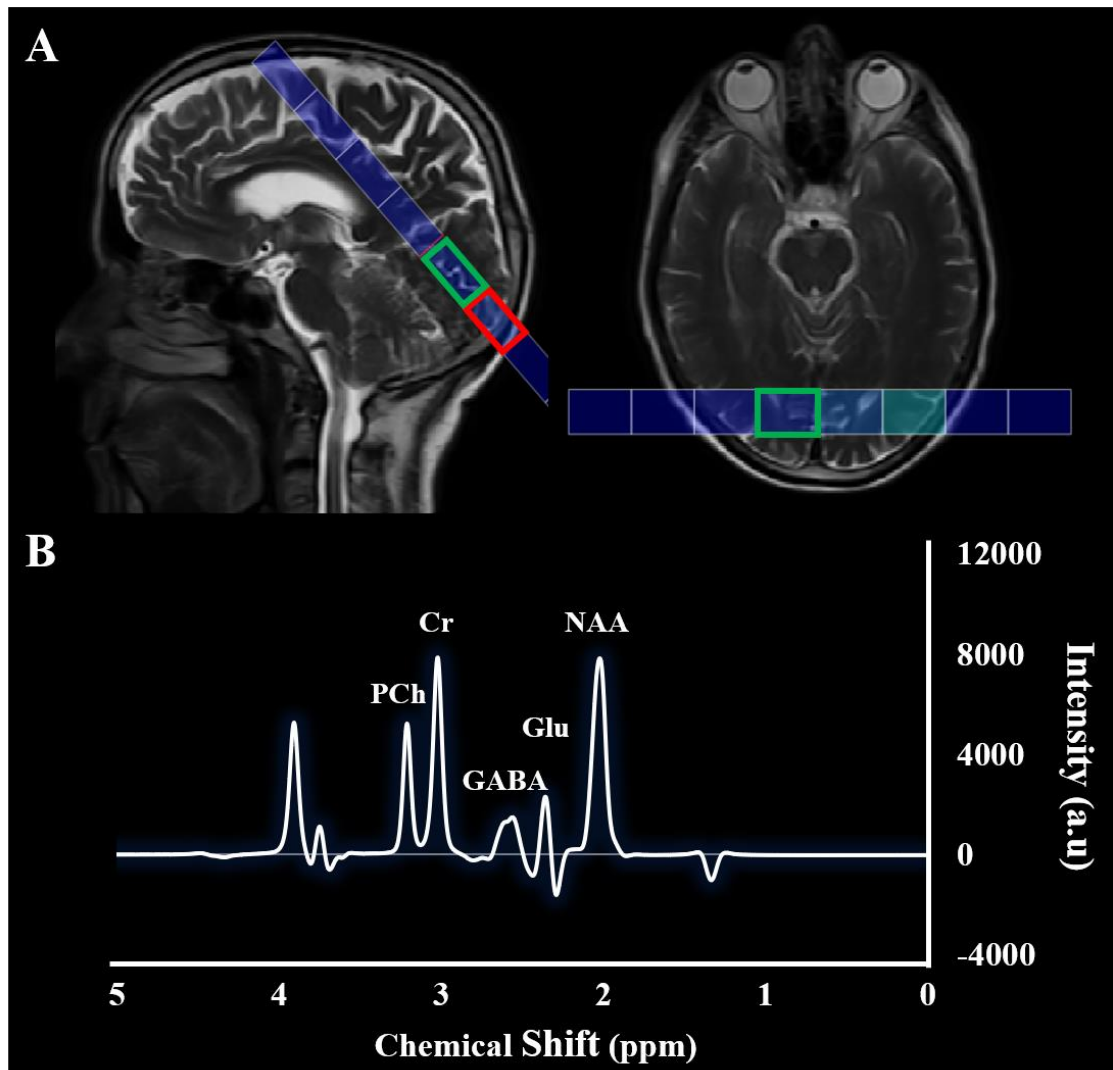 A
B
12000
Cr
NAA
8000
PCh
Glu
4000
GABA
0
-4000
Intensity (a.u)
5 4 3 2 1 0
Chemical Shift (ppm)